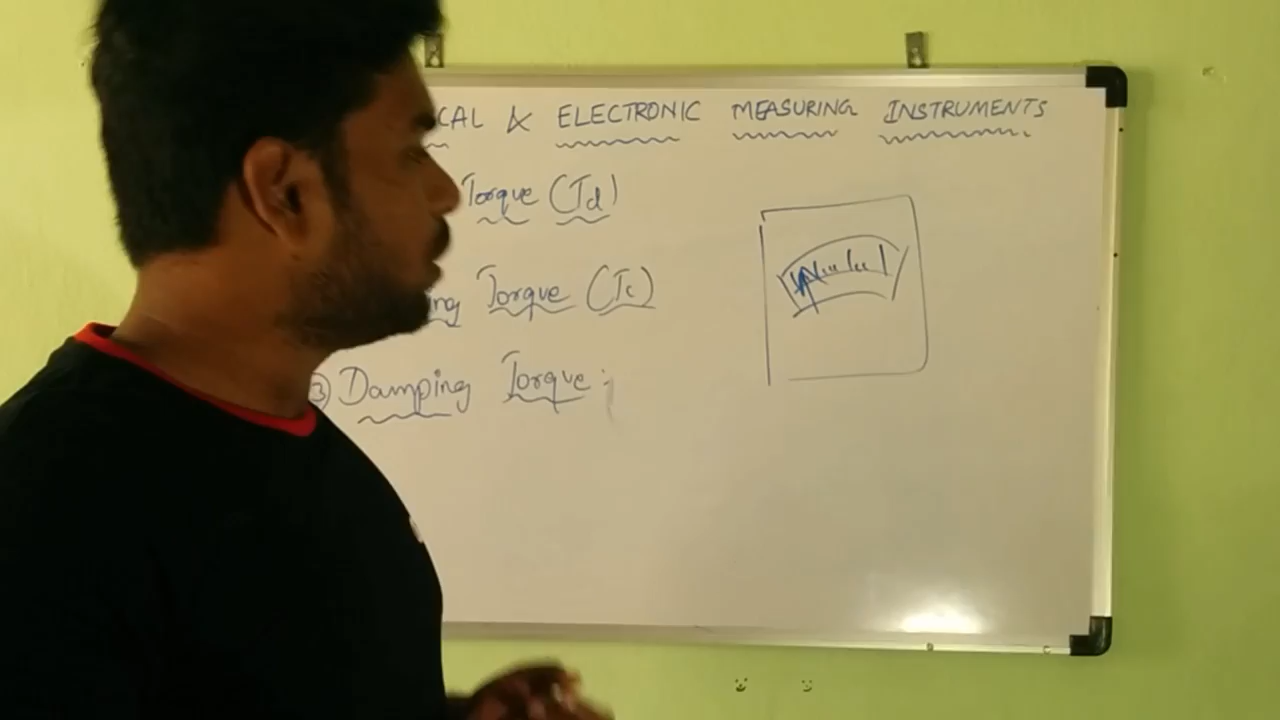 CAL & ELECTRONIC MEASURING INSTRUMENTS
Torque (Td)
ing Torque (Tc)
③ Damping Torque :